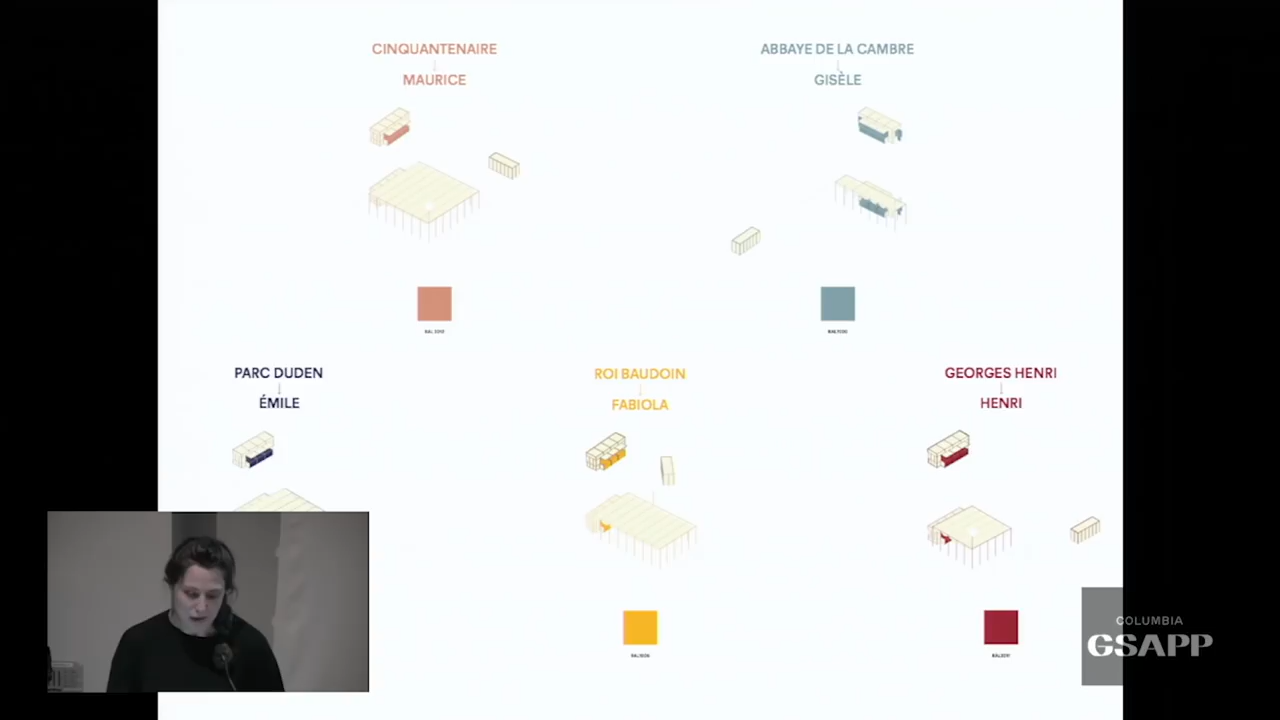 CINQUANTENAIRE
MAURICE
ABBAYE DE LA CAMBRE
GISÈLE
PARC DUDEN
ÉMILE
ROI BAUDOIN
FABIOLA
GEORGES HENRI
HENRI
COLUMBIA
GSAPP